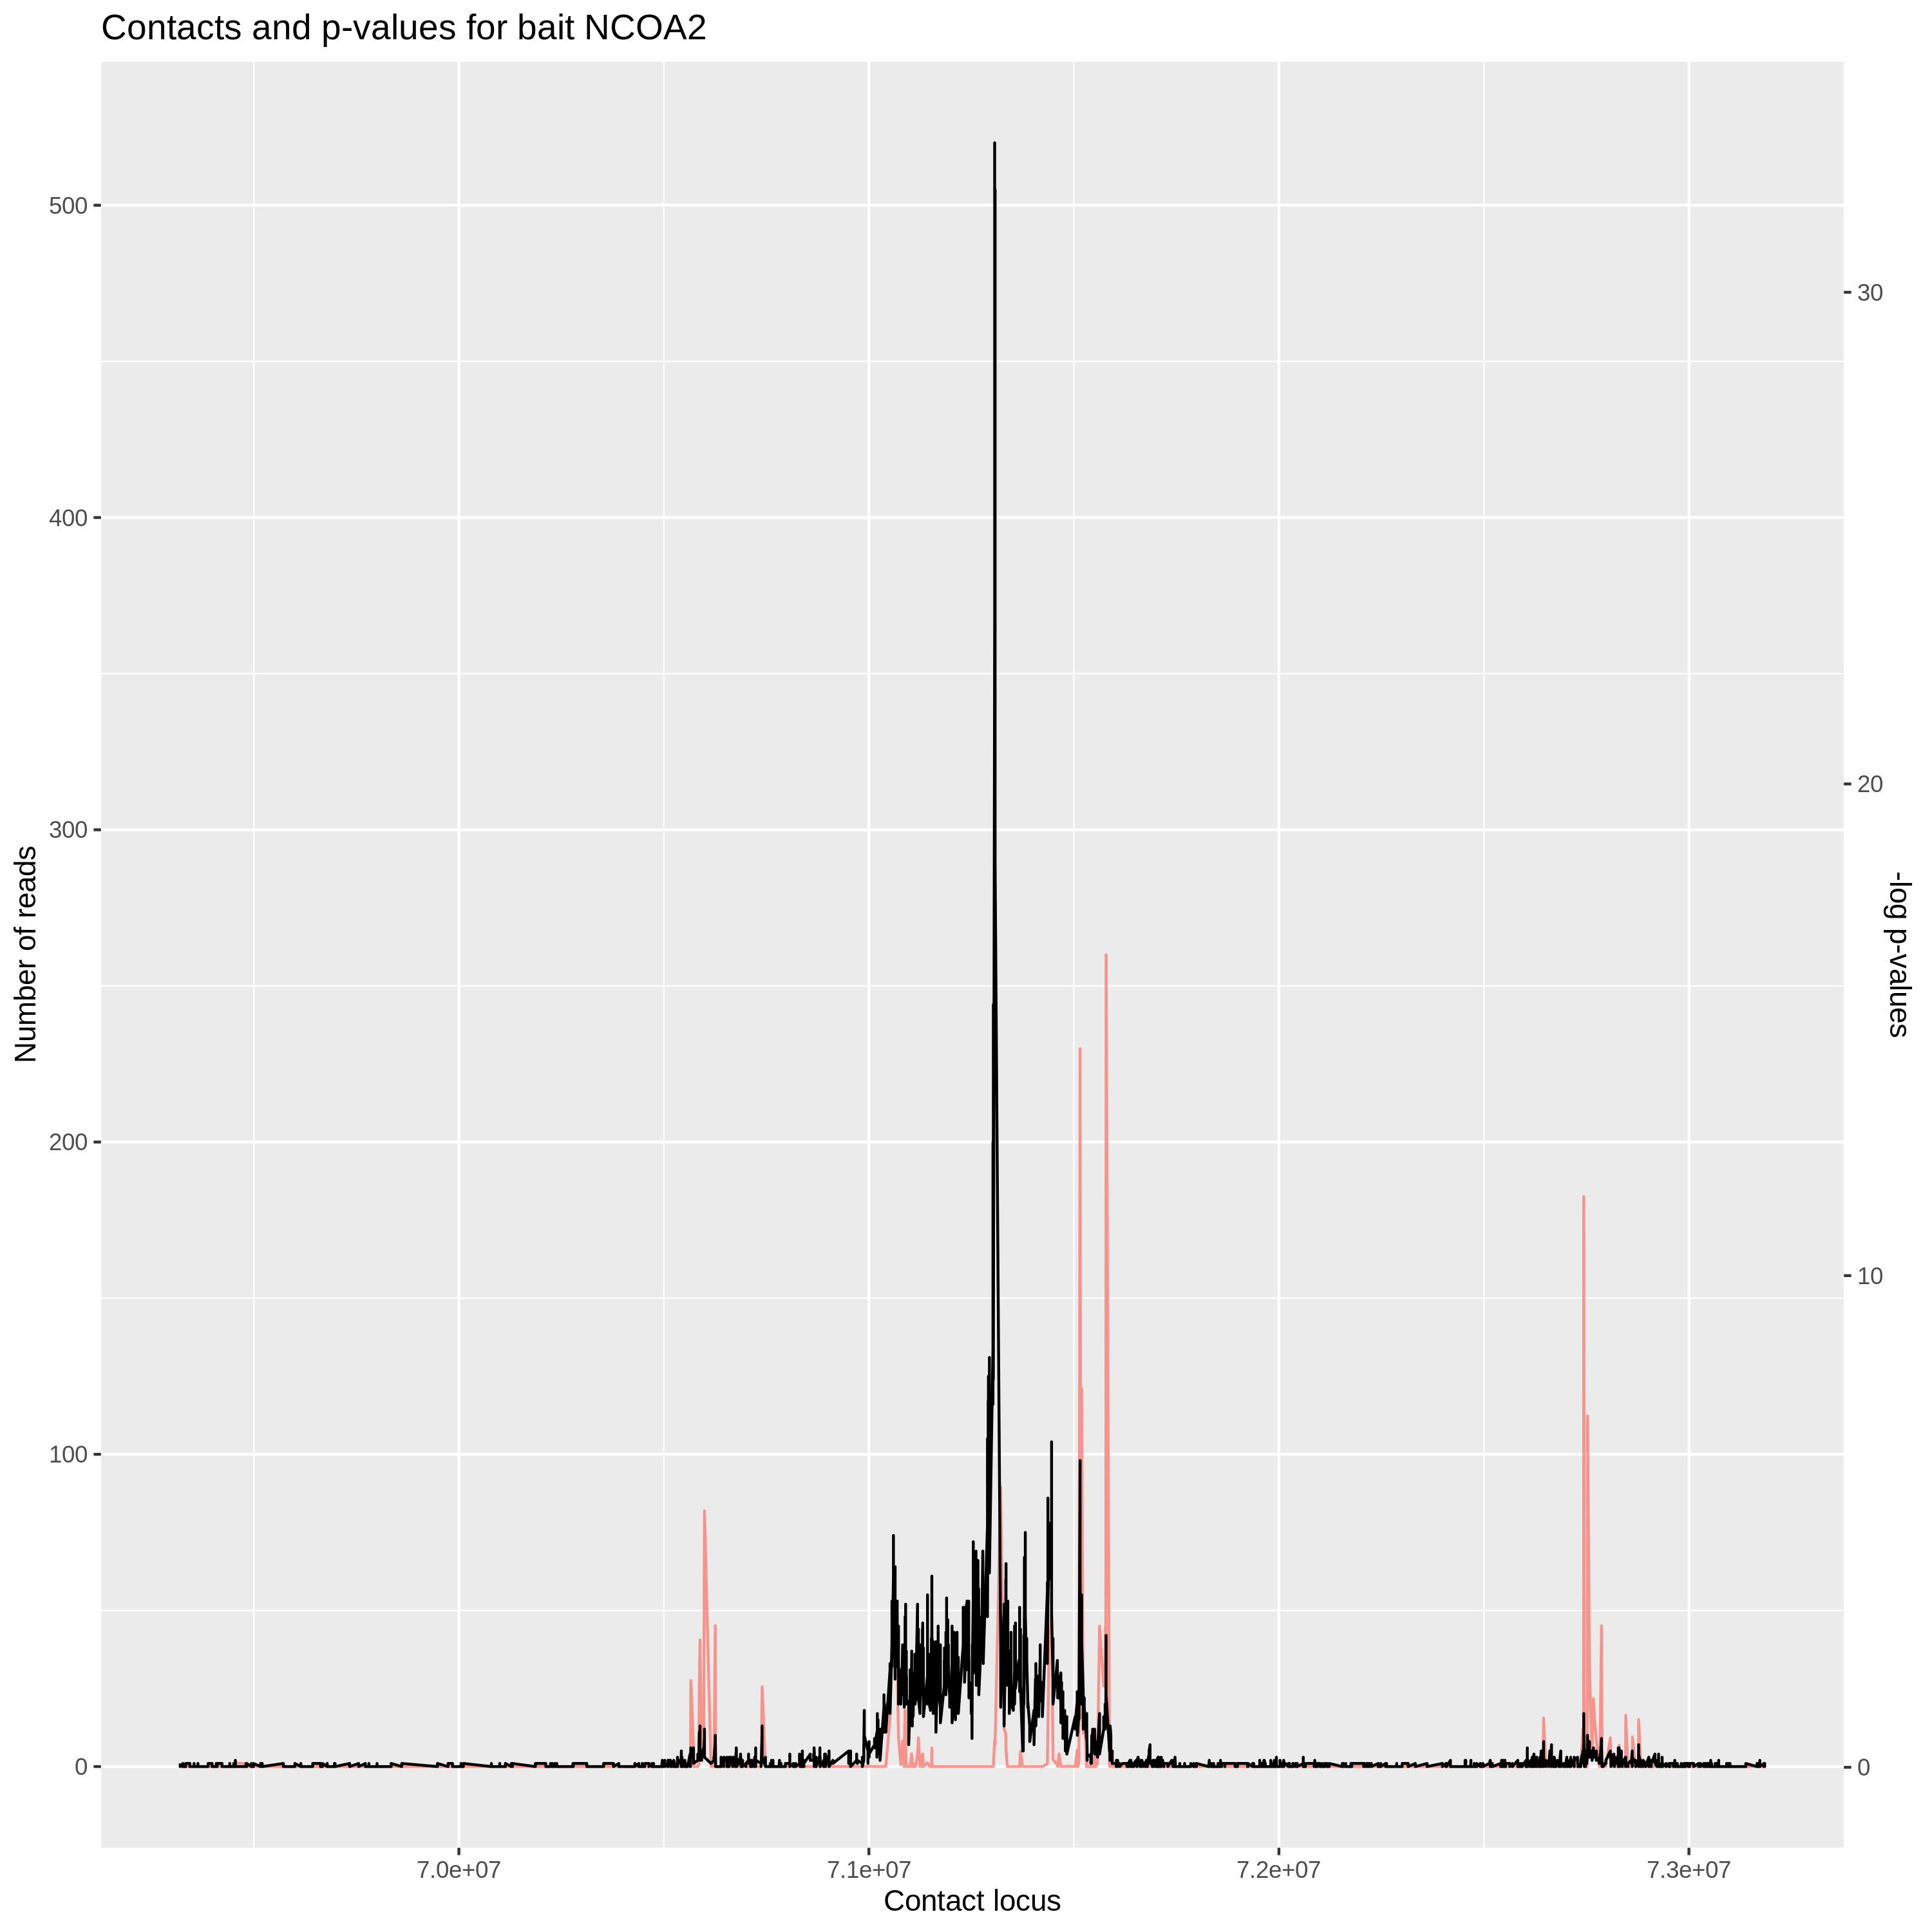 Contacts and p-values for bait NCOA2
500
400
300
200
100
0
Number of reads
30
20
10
0
-log p-values
7.0e+07 7.1e+07 7.2e+07 7.3e+07
Contact locus